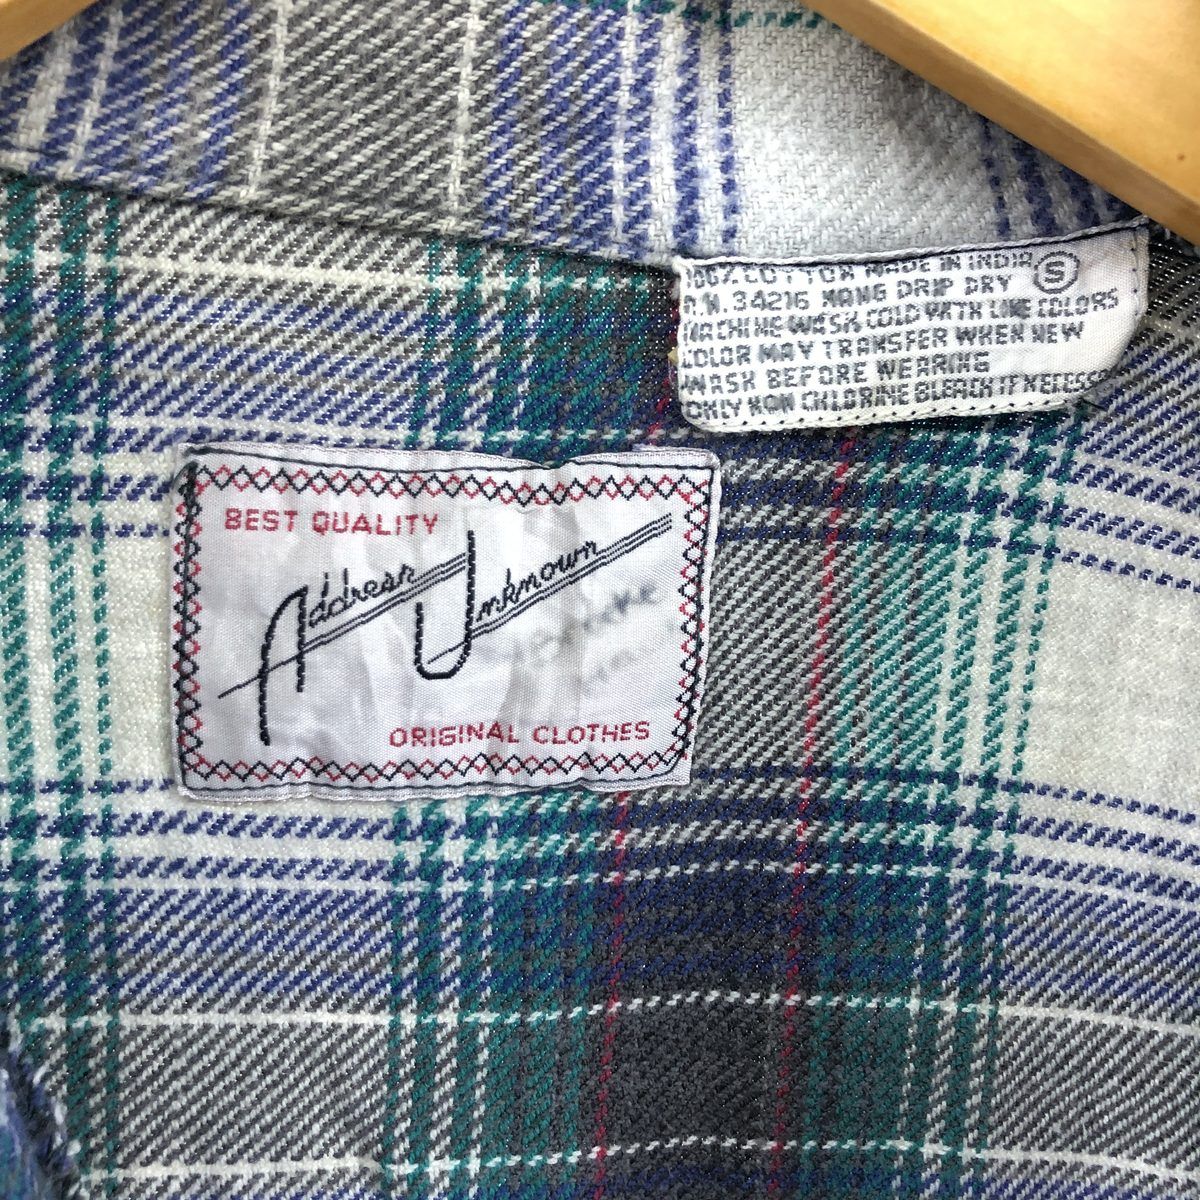 100% COTTON MADE IN INDIA Ⓢ
R.N. 34216 HANG DRIP DRY
MACHINE WASH COLD WITH LIKE COLORS
COLOR MAY TRANSFER WHEN NEW
WASH BEFORE WEARING
ONLY NON CHLORINE BLEACH IF NECESS
BEST QUALITY
Address Unknown
ORIGINAL CLOTHES